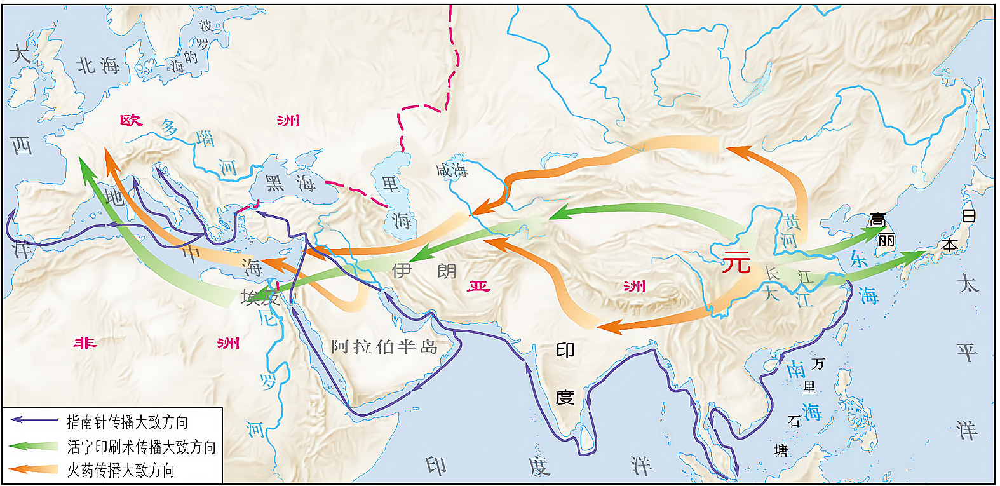 大西洋
北海
波罗的海
欧洲
多瑙河
黑海
里海
咸海
地中海
伊朗
埃及
尼罗河
非洲
阿拉伯半岛
亚洲
印度
印度洋
元
黄河
长江
大江
高丽
日本
东海
南海
万里石塘
太平洋
指南针传播大致方向
活字印刷术传播大致方向
火药传播大致方向